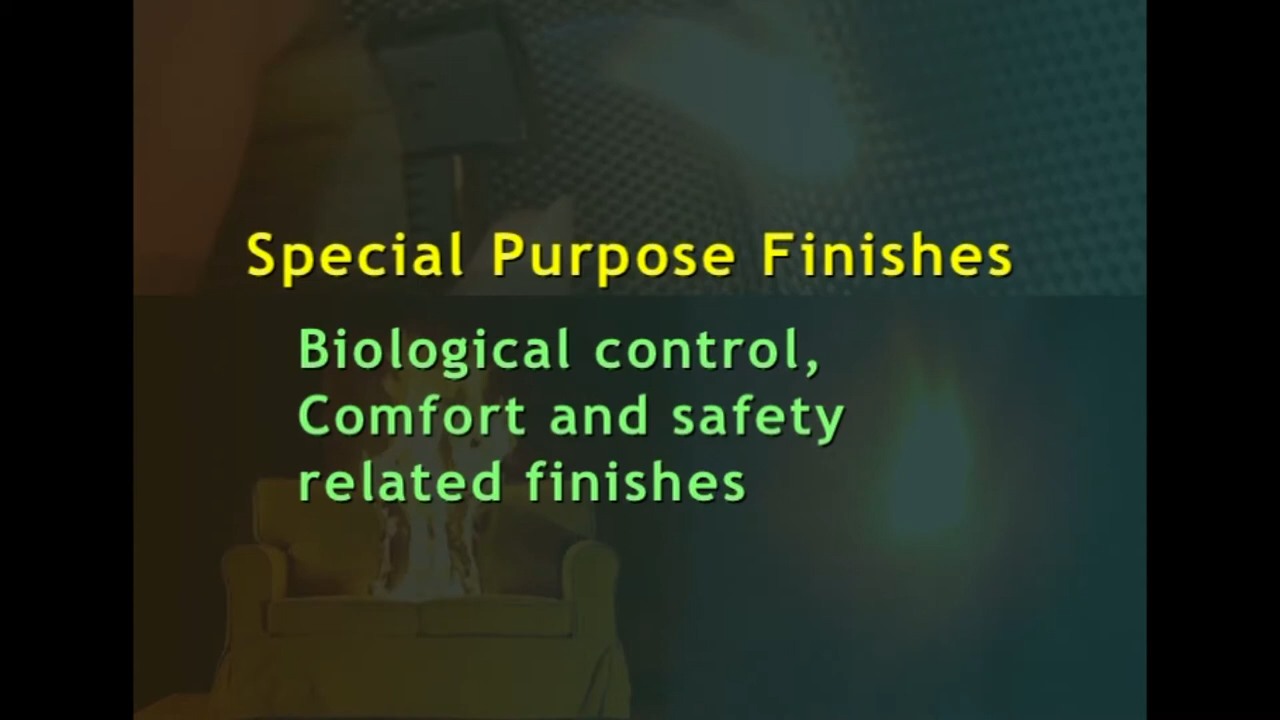 Special Purpose Finishes
Biological control,
Comfort and safety
related finishes